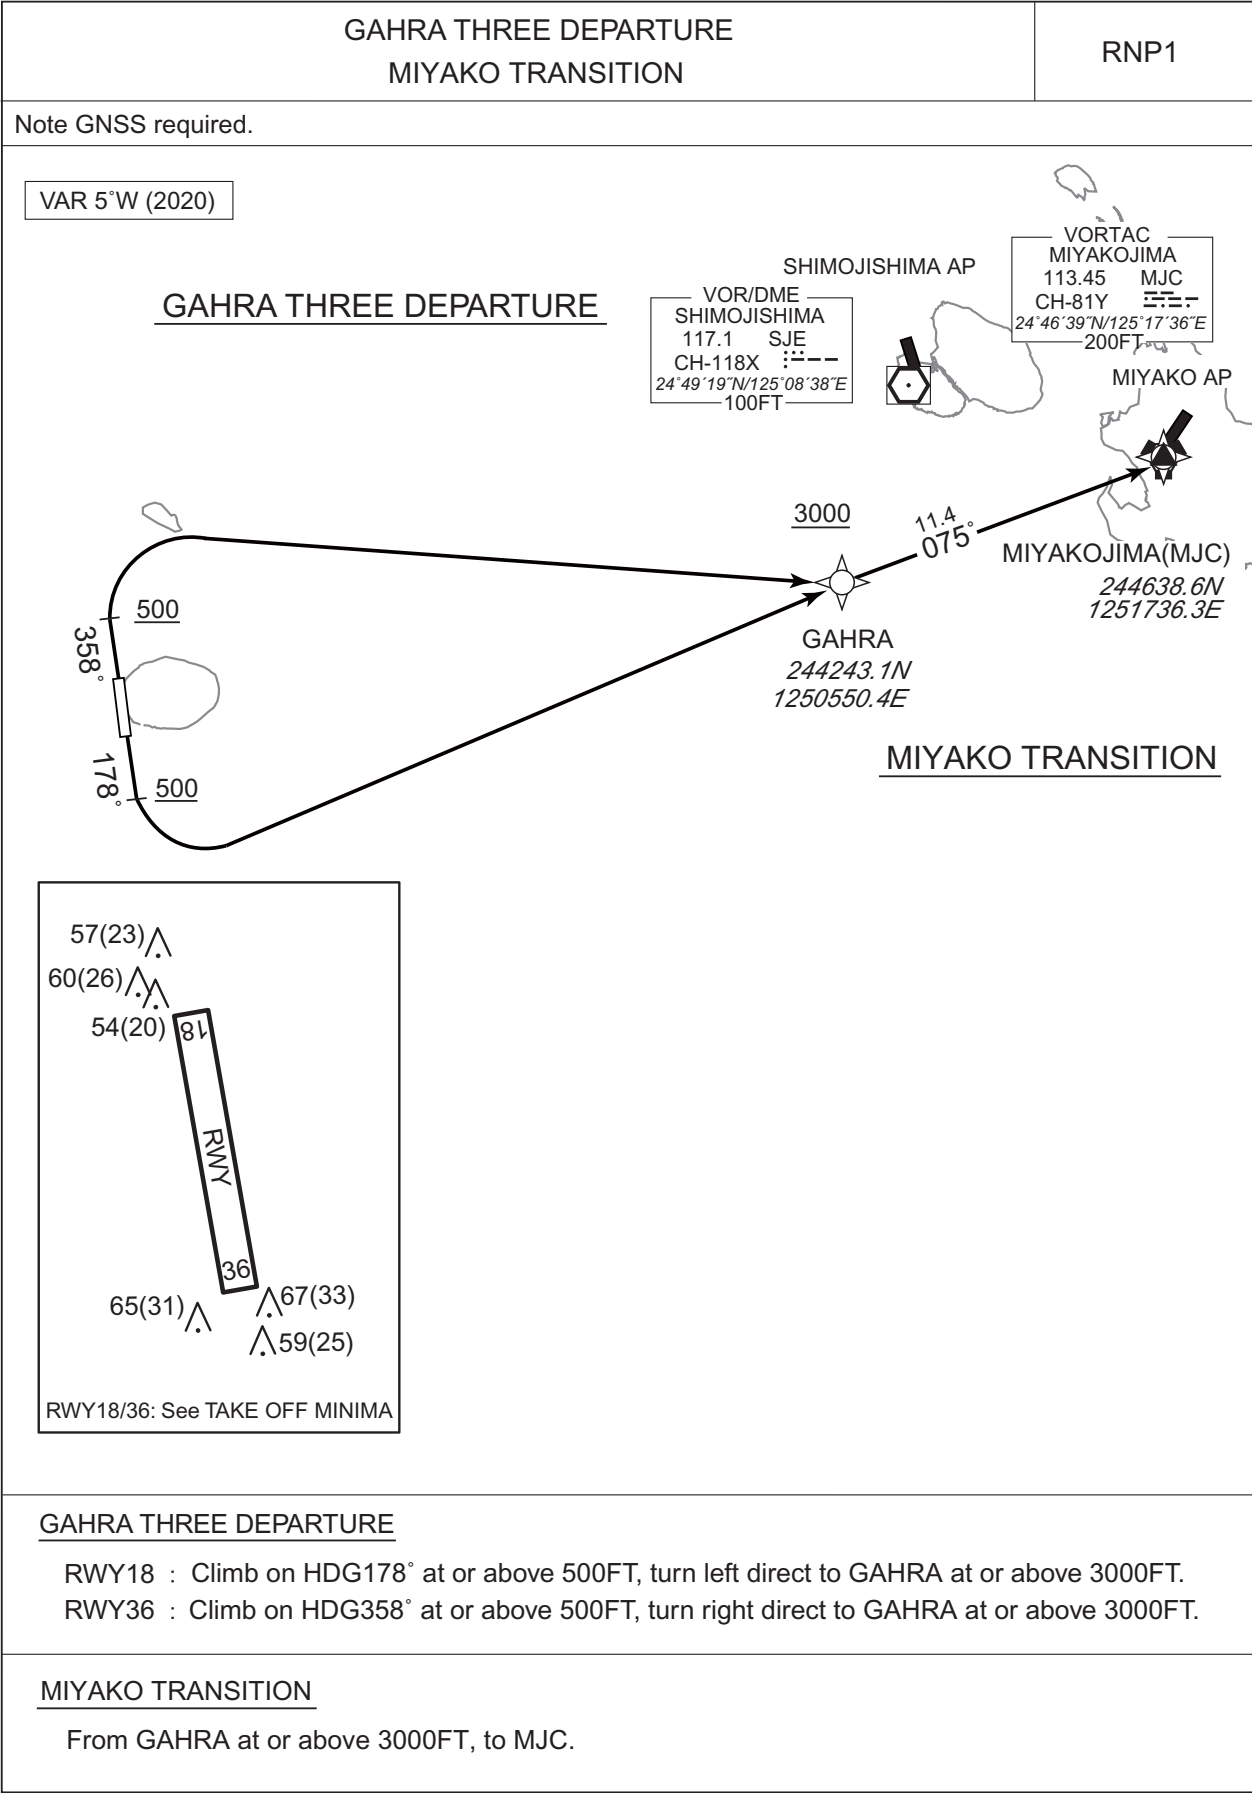 GAHRA THREE DEPARTURE
MIYAKO TRANSITION
RNP1
Note GNSS required.
VAR 5˚W (2020)
GAHRA THREE DEPARTURE
SHIMOJISHIMA AP
VOR/DME
SHIMOJISHIMA
117.1 SJE
CH-118X
24˚49´19˝N/125˚08´38˝E
100FT
VORTAC
MIYAKOJIMA
113.45 MJC
CH-81Y
24˚46´39˝N/125˚17´36˝E
200FT
MIYAKO AP
3000
11.4
075˚
MIYAKOJIMA(MJC)
244638.6N
1251736.3E
500
358˚
GAHRA
244243.1N
1250550.4E
178˚
500
MIYAKO TRANSITION
57(23)
60(26)
54(20)
18
RWY
36
65(31)
67(33)
59(25)
RWY18/36: See TAKE OFF MINIMA
GAHRA THREE DEPARTURE
RWY18 : Climb on HDG178˚ at or above 500FT, turn left direct to GAHRA at or above 3000FT.
RWY36 : Climb on HDG358˚ at or above 500FT, turn right direct to GAHRA at or above 3000FT.
MIYAKO TRANSITION
From GAHRA at or above 3000FT, to MJC.